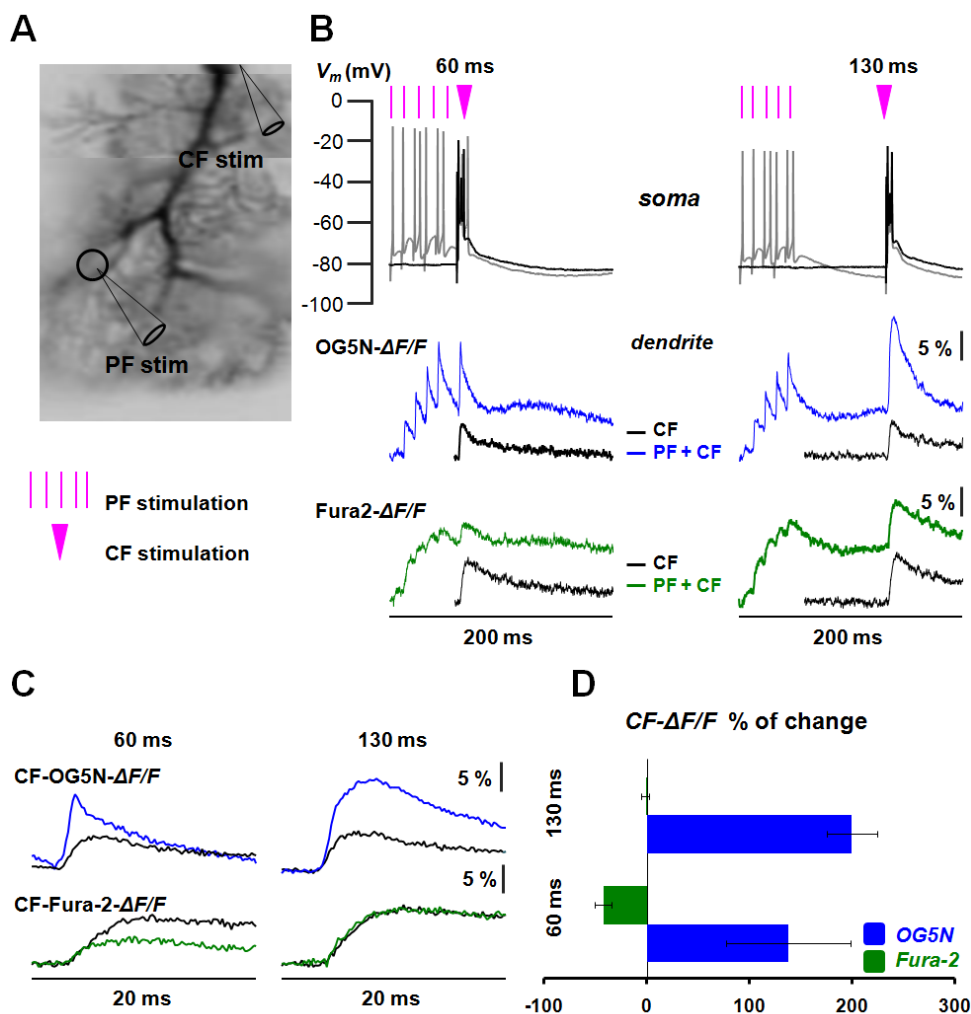 A
B
Vm (mV)
60 ms
130 ms
0
-20
-40
-60
-80
-100
CF stim
PF stim
soma
OG5N-ΔF/F
dendrite
5 %
CF
PF + CF
Fura2-ΔF/F
5 %
CF
PF + CF
200 ms
200 ms
PF stimulation
CF stimulation
C
60 ms
130 ms
CF-OG5N-ΔF/F
5 %
CF-Fura-2-ΔF/F
5 %
20 ms
20 ms
D
CF-ΔF/F % of change
130 ms
60 ms
OG5N
Fura-2
-100
0
100
200
300